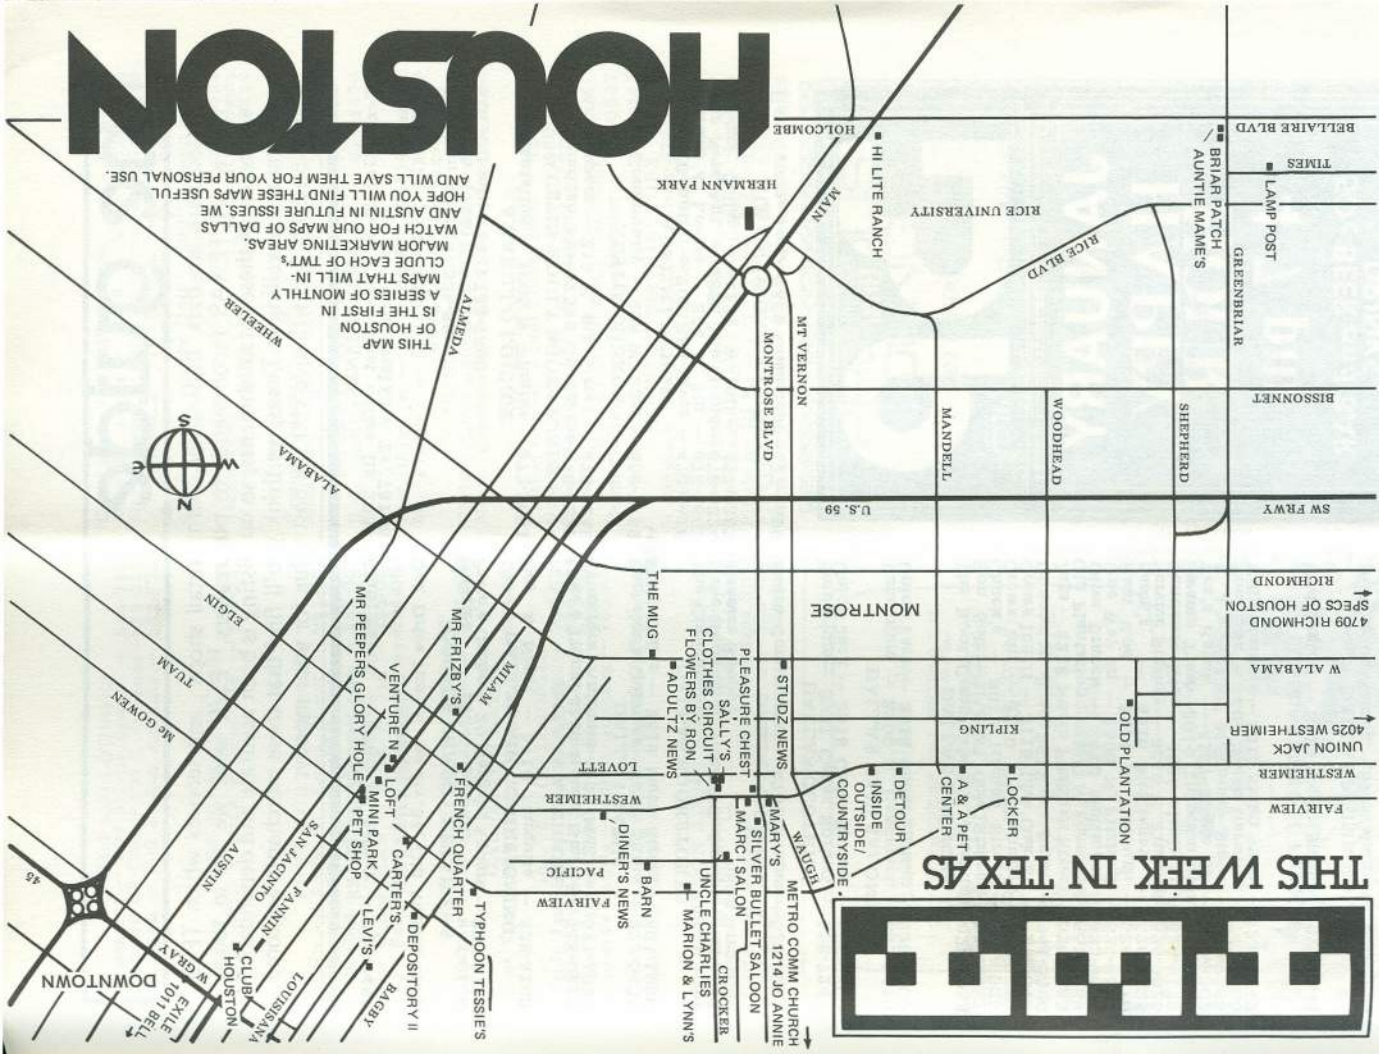 TWT
THIS WEEK IN TEXAS
HOUSTON
THIS MAP
OF HOUSTON
IS THE FIRST IN
A SERIES OF MONTHLY
MAPS THAT WILL IN-
CLUDE EACH OF TWT's
MAJOR MARKETING AREAS.
WATCH FOR OUR MAPS OF DALLAS
AND AUSTIN IN FUTURE ISSUES. WE
HOPE YOU WILL FIND THESE MAPS USEFUL
AND WILL SAVE THEM FOR YOUR PERSONAL USE.
METRO COMM CHURCH
1214 JO ANNIE
CROCKER
MARION & LYNN'S
UNCLE CHARLIES
SILVER BULLET SALOON
MARCI SALON
MARY'S
WAUGH
TYPHOON TESSIE'S
DEPOSITORY II
BAGBY
LOUISIANA
CLUB
HOUSTON
EXILE
1011 BELL
W GRAY
DOWNTOWN
45
FAIRVIEW
WESTHEIMER
UNION JACK
4025 WESTHEIMER
W ALABAMA
SPECS OF HOUSTON
4709 RICHMOND
RICHMOND
OLD PLANTATION
LOCKER
A & A PET
CENTER
DETOUR
INSIDE
OUTSIDE/
COUNTRYSIDE
KIPLING
STUDZ NEWS
PLEASURE CHEST
SALLY'S
CLOTHES CIRCUIT
FLOWERS BY RON
ADULTZ NEWS
THE MUG
LOVETT
WESTHEIMER
PACIFIC
FAIRVIEW
BARN
DINER'S NEWS
FRENCH QUARTER
CARTER'S
LEVI'S
LOFT
MINI PARK
PET SHOP
FANNIN
SAN JACINTO
AUSTIN
MILAM
MR FRIZBY'S
VENTURE N
MR PEEPERS GLORY HOLE
MONTROSE
Mc GOWEN
TUAM
ELGIN
ALABAMA
WHEELER
ALMEDA
N
W
E
S
SW FRWY
U.S. 59
BISSONNET
SHEPHERD
WOODHEAD
MANDELL
MT VERNON
MONTROSE BLVD
GREENBRIAR
RICE BLVD
RICE UNIVERSITY
MAIN
HERMANN PARK
HI LITE RANCH
HOLCOMBE
LAMP POST
BRIAR PATCH
AUNTIE MAME'S
TIMES
BELLAIRE BLVD